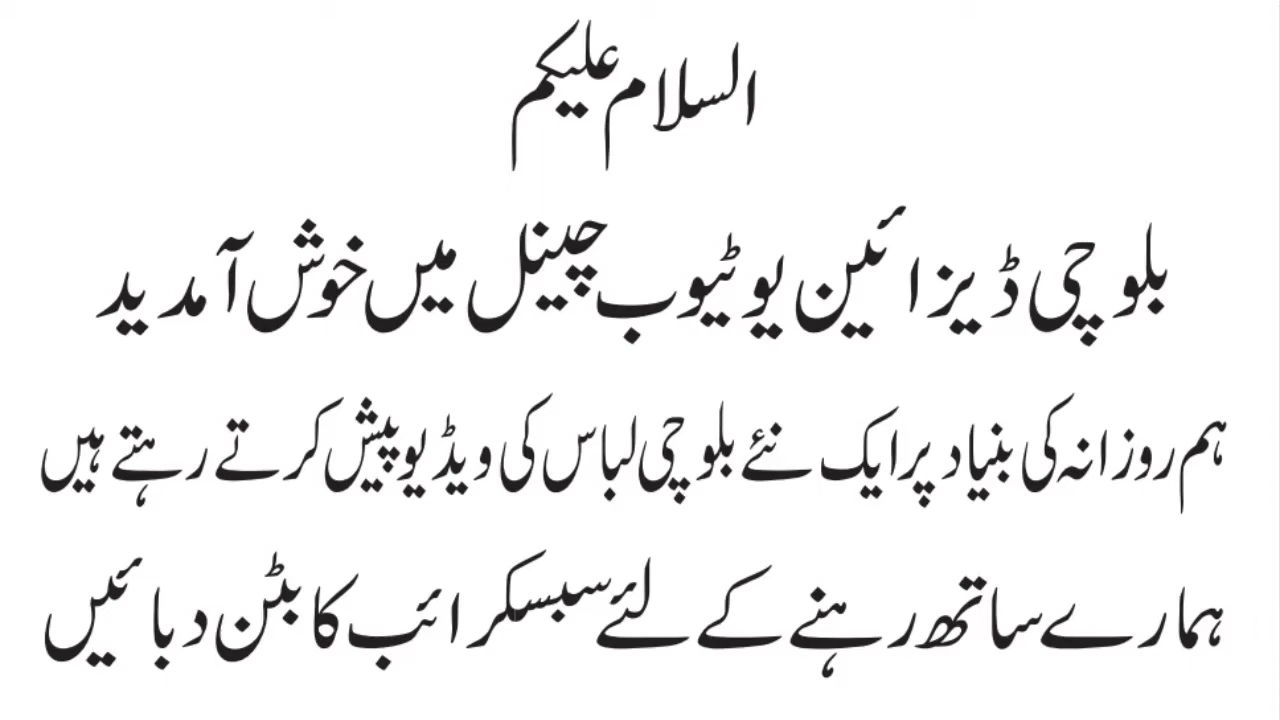 السلام علیکم
بلوچی ڈیزائین یوٹیوب چینل میں خوش آمدید
ہم روزانہ کی بنیاد پر ایک نئے بلوچی لباس کی ویڈیو پیش کرتے رہتے ہیں
ہمارے ساتھ رہنے کے لئے سبسکرائب کا بٹن دبائیں